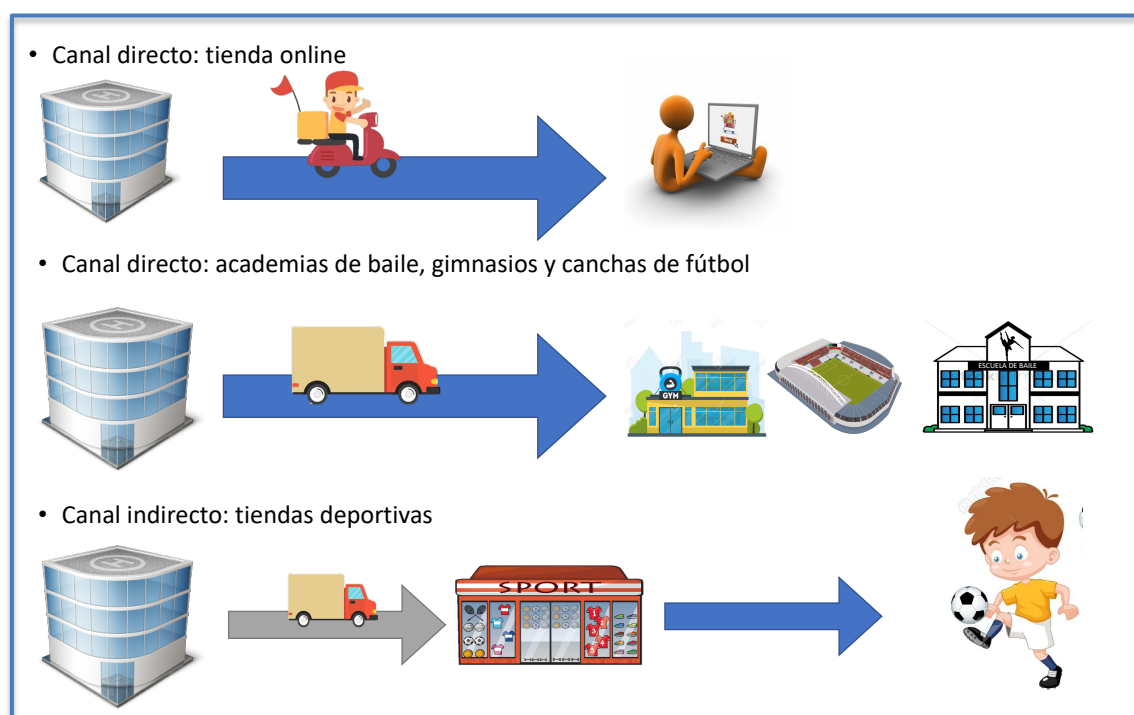 • Canal directo: tienda online
• Canal directo: academias de baile, gimnasios y canchas de fútbol
GYM
ESCUELA DE BAILE
• Canal indirecto: tiendas deportivas
SPORT